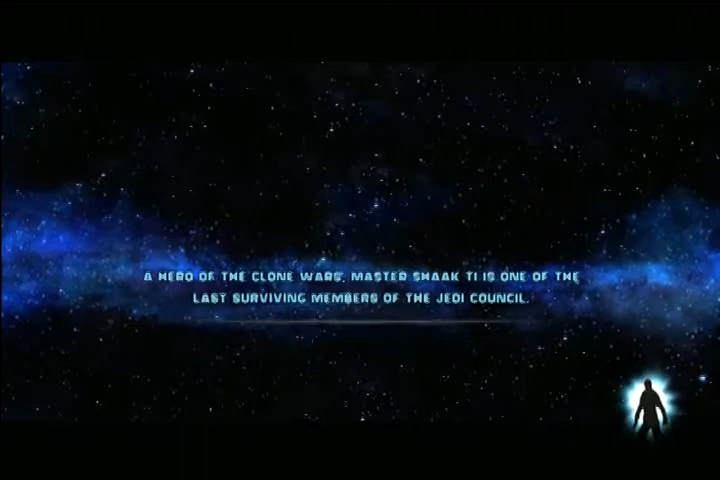 A HERO OF THE CLONE WARS, MASTER SHAAK TI IS ONE OF THE
LAST SURVIVING MEMBERS OF THE JEDI COUNCIL.